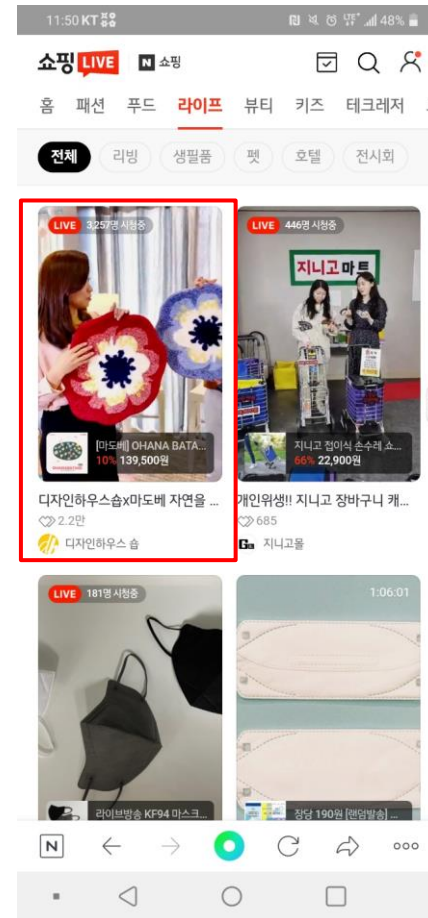 11:50 KT
48%
쇼핑 LIVE N 쇼핑
홈 패션 푸드 라이프 뷰티 키즈 테크레저
전체 리빙 생필품 펫 호텔 전시회
LIVE 3,257명 시청중
[마도베] OHANA BATA...
10% 139,500원
디자인하우스숍x마도베 자연을 ...
2.2만
디자인하우스 숍
LIVE 446명 시청중
지니고마트
지니고 접이식 손수레 쇼...
66% 22,900원
개인위생!! 지니고 장바구니 캐...
685
지니고몰
LIVE 181명 시청중
라이브방송 KF94 마스크...
1:06:01
장당 190원 [랜덤발송] ...
N